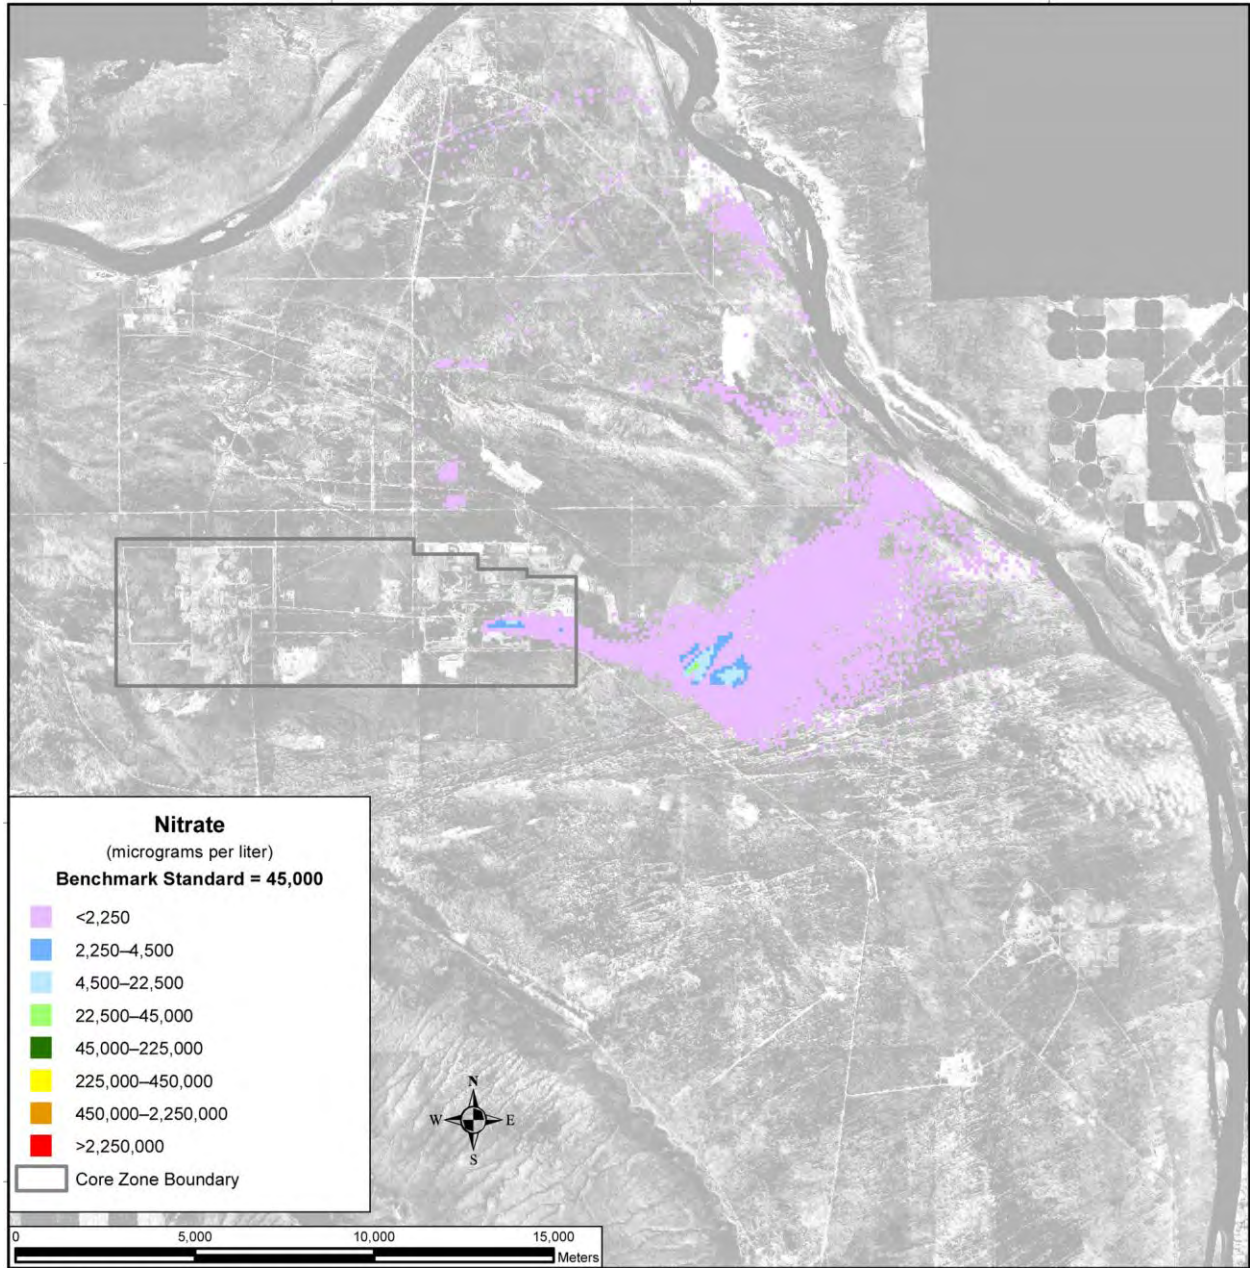 Nitrate
(micrograms per liter)
Benchmark Standard = 45,000
<2,250
2,250–4,500
4,500–22,500
22,500–45,000
45,000–225,000
225,000–450,000
450,000–2,250,000
>2,250,000
Core Zone Boundary
N
W E
S
0 5,000 10,000 15,000
Meters